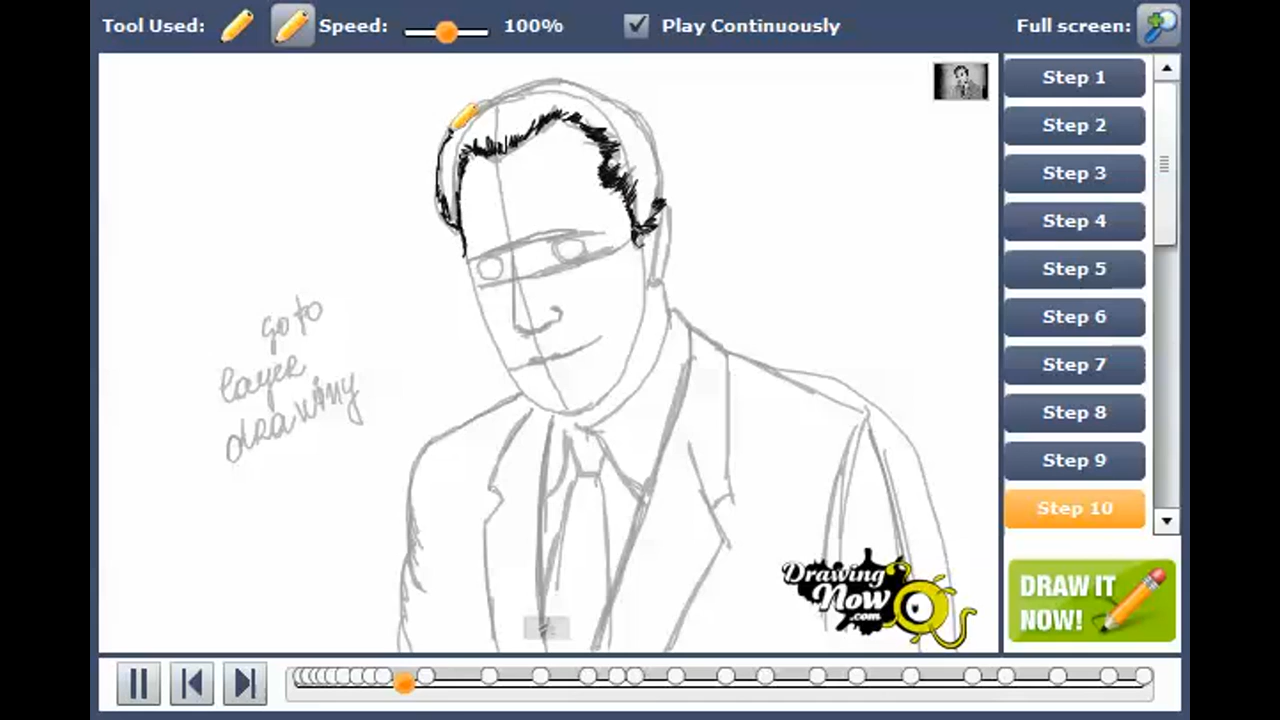 Tool Used: Speed: 100% Play Continuously Full screen:
Step 1
Step 2
Step 3
Step 4
Step 5
Step 6
Step 7
Step 8
Step 9
Step 10
go to
layer
drawing
Drawing
Now!
.com
DRAW IT
NOW!